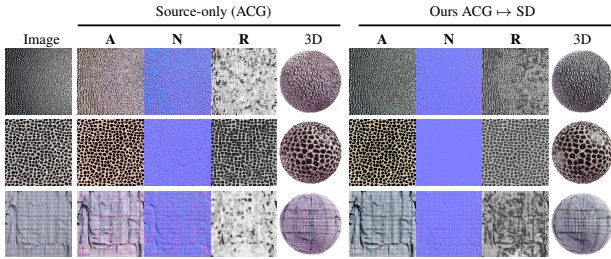 Source-only (ACG) Ours ACG ↦ SD
Image A N R 3D A N R 3D